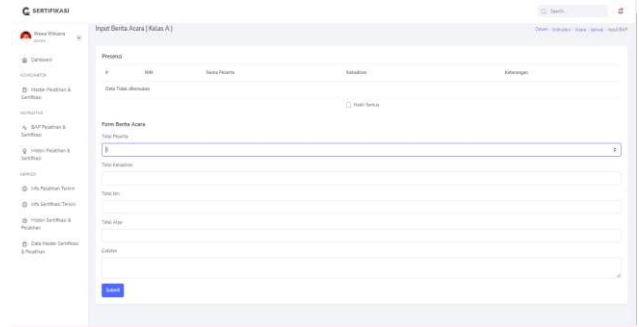 SERTIFIKASI
Search...
Input Berita Acara ( Kelas A )
Dashboard
Presensi
# NIM Nama Peserta Kehadiran Keterangan
Data Tidak ditemukan
Hadir Semua
Master Pelatihan &
Sertifikasi
BAP Pelatihan &
Sertifikasi
Histori Pelatihan &
Sertifikasi
Info Pelatihan Terkini
Info Sertifikasi Terkini
Histori Sertifikasi &
Pelatihan
Data Master Sertifikasi
& Pelatihan
Form Berita Acara
Total Peserta
Total Kehadiran
Total Izin
Total Alpa
Catatan
Submit